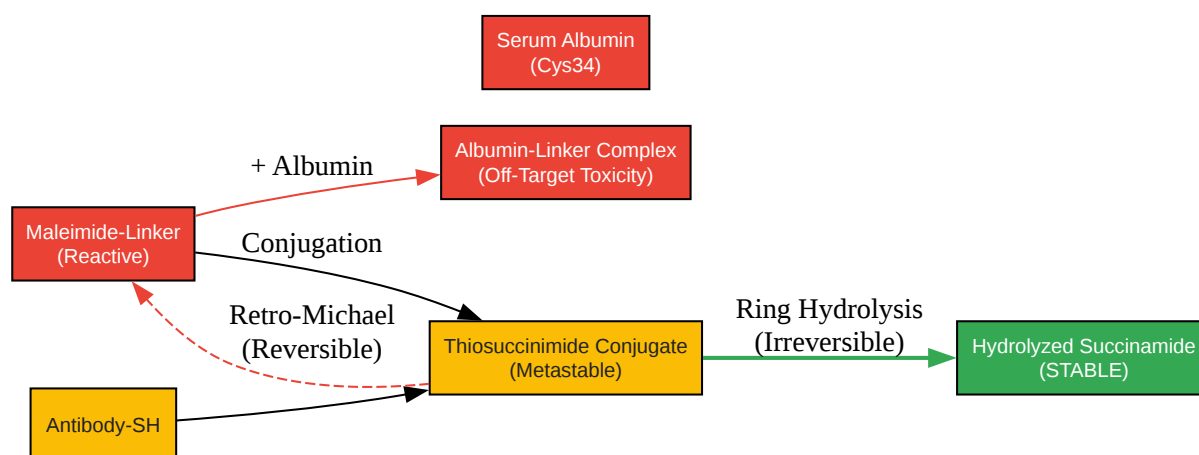 Serum Albumin
(Cys34)
Albumin-Linker Complex
(Off-Target Toxicity)
+ Albumin
Maleimide-Linker
(Reactive)
Conjugation
Retro-Michael
(Reversible)
Ring Hydrolysis
(Irreversible)
Thiosuccinimide Conjugate
(Metastable)
Hydrolyzed Succinamide
(STABLE)
Antibody-SH